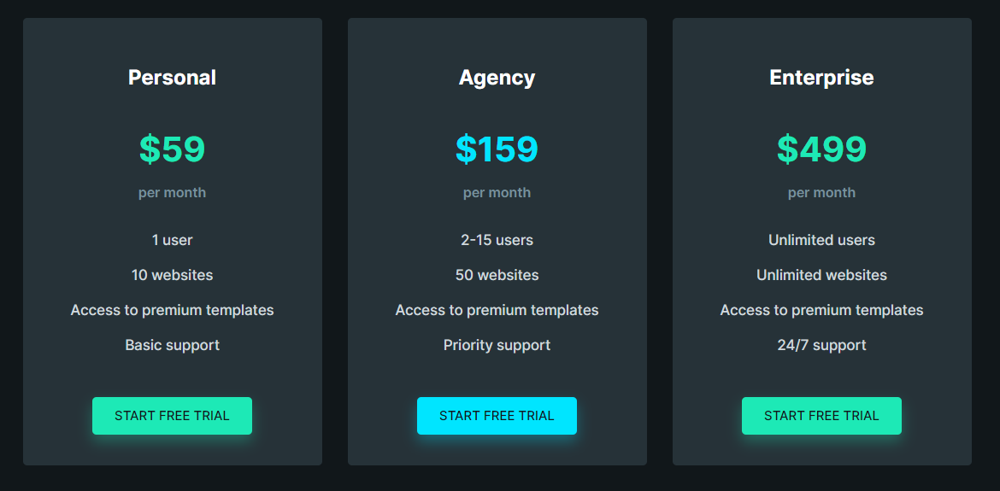 Personal
$59
per month
1 user
10 websites
Access to premium templates
Basic support
START FREE TRIAL
Agency
$159
per month
2-15 users
50 websites
Access to premium templates
Priority support
START FREE TRIAL
Enterprise
$499
per month
Unlimited users
Unlimited websites
Access to premium templates
24/7 support
START FREE TRIAL